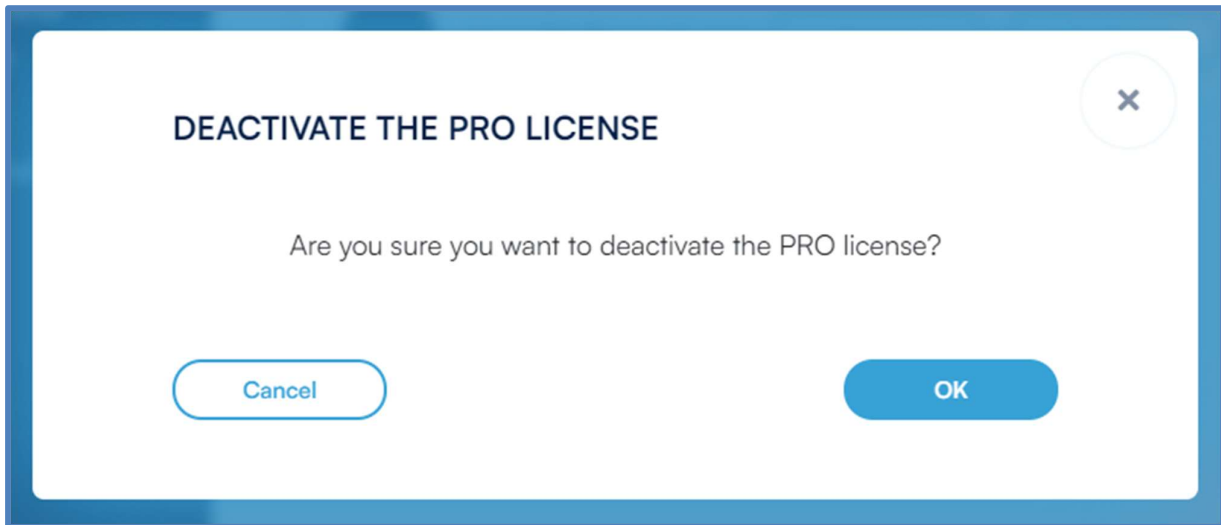 DEACTIVATE THE PRO LICENSE
Are you sure you want to deactivate the PRO license?
Cancel
OK